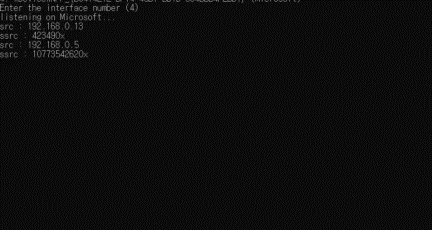 Enter the interface number (4)
listening on Microsoft...
src : 192.168.0.13
ssrc : 423490x
src : 192.168.0.5
ssrc : 10773542620x